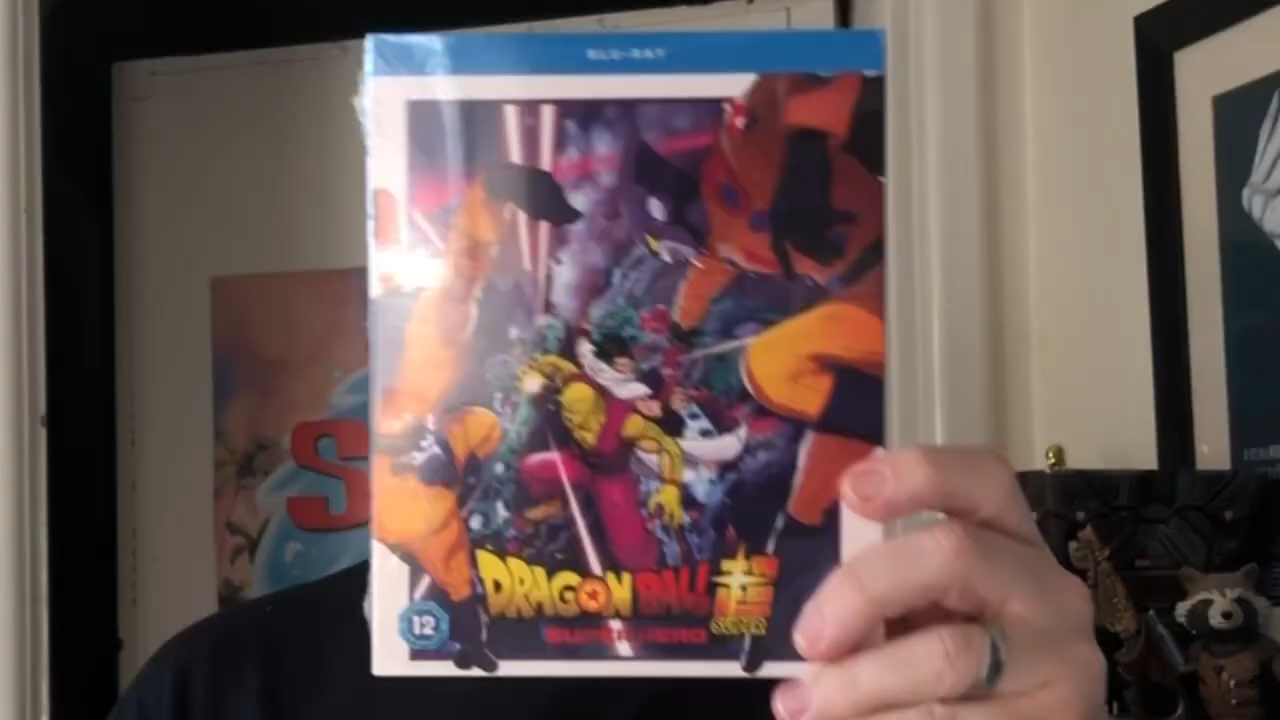 BLU-RAY
S
DRAGON BALL 超
SUPER
SUPER HERO
12